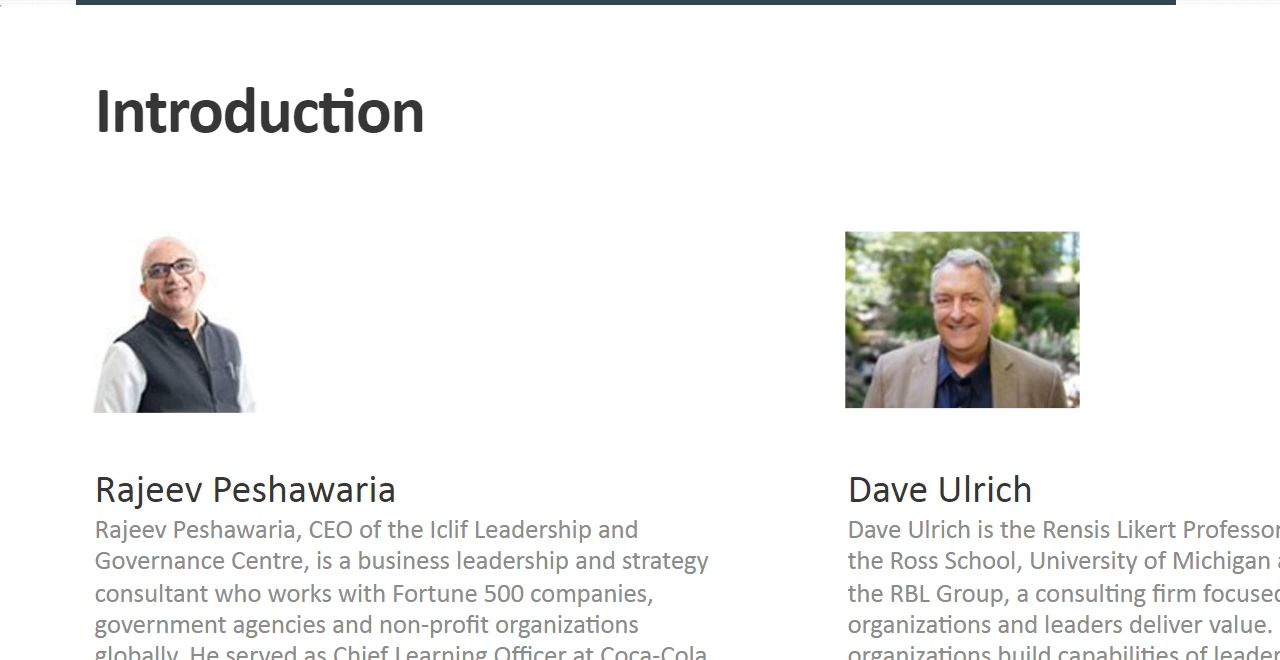 Introduction
Rajeev Peshawaria
Rajeev Peshawaria, CEO of the Iclif Leadership and
Governance Centre, is a business leadership and strategy
consultant who works with Fortune 500 companies,
government agencies and non-profit organizations
globally. He served as Chief Learning Officer at Coca-Cola
Dave Ulrich
Dave Ulrich is the Rensis Likert Professor
the Ross School, University of Michigan a
the RBL Group, a consulting firm focused
organizations and leaders deliver value.
organizations build capabilities of leader